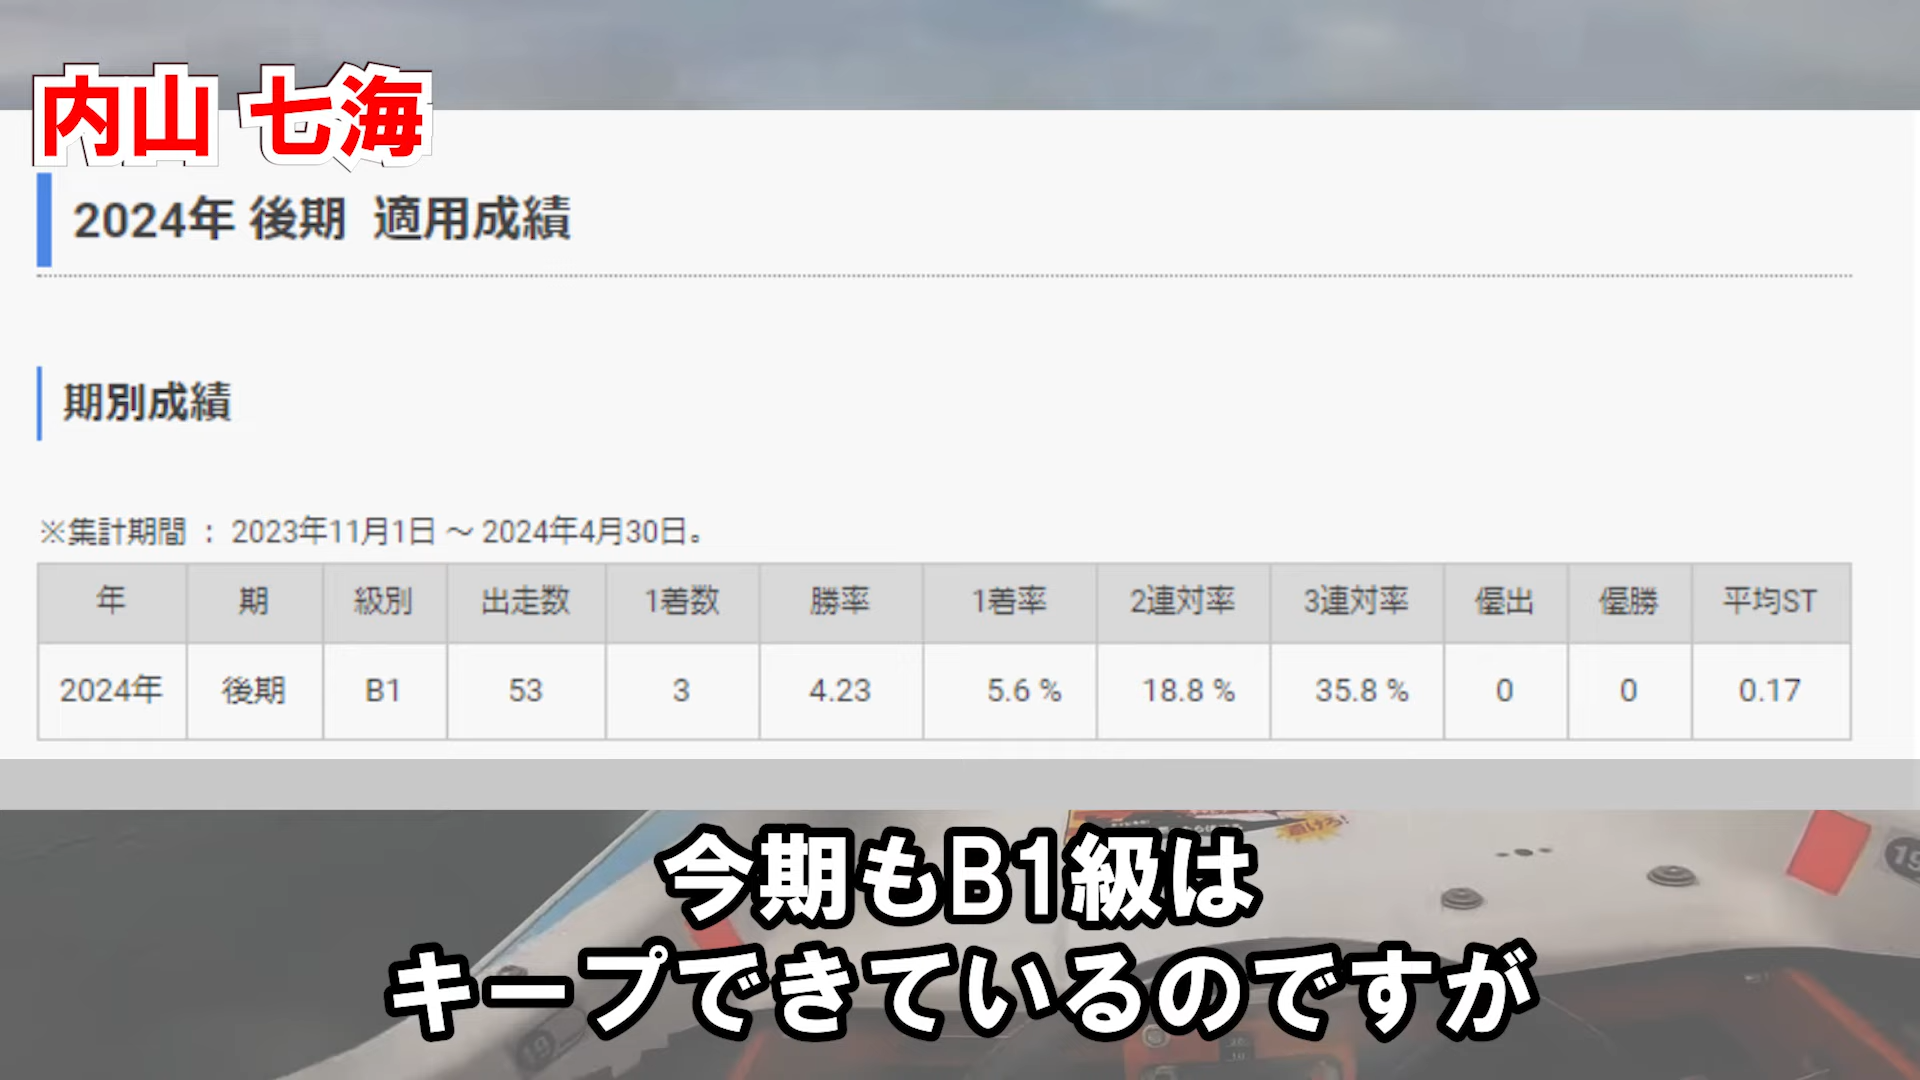 内山 七海
2024年 後期 適用成績
期別成績
※集計期間 : 2023年11月1日 ～ 2024年4月30日。
年 期 級別 出走数 1着数 勝率 1着率 2連対率 3連対率 優出 優勝 平均ST
2024年 後期 B1 53 3 4.23 5.6 % 18.8 % 35.8 % 0 0 0.17
今期もB1級は
キープできているのですが
19